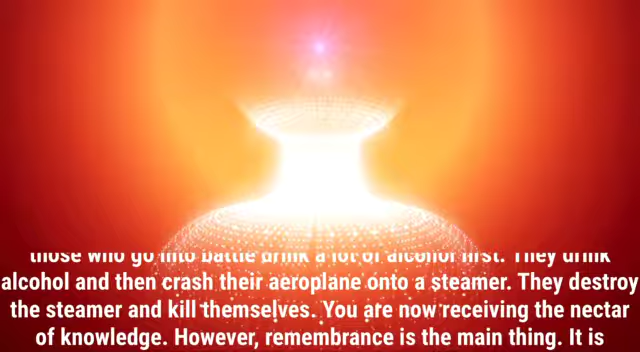 those who go into battle drink a lot of alcohol first. They drink
alcohol and then crash their aeroplane onto a steamer. They destroy
the steamer and kill themselves. You are now receiving the nectar
of knowledge. However, remembrance is the main thing. It is